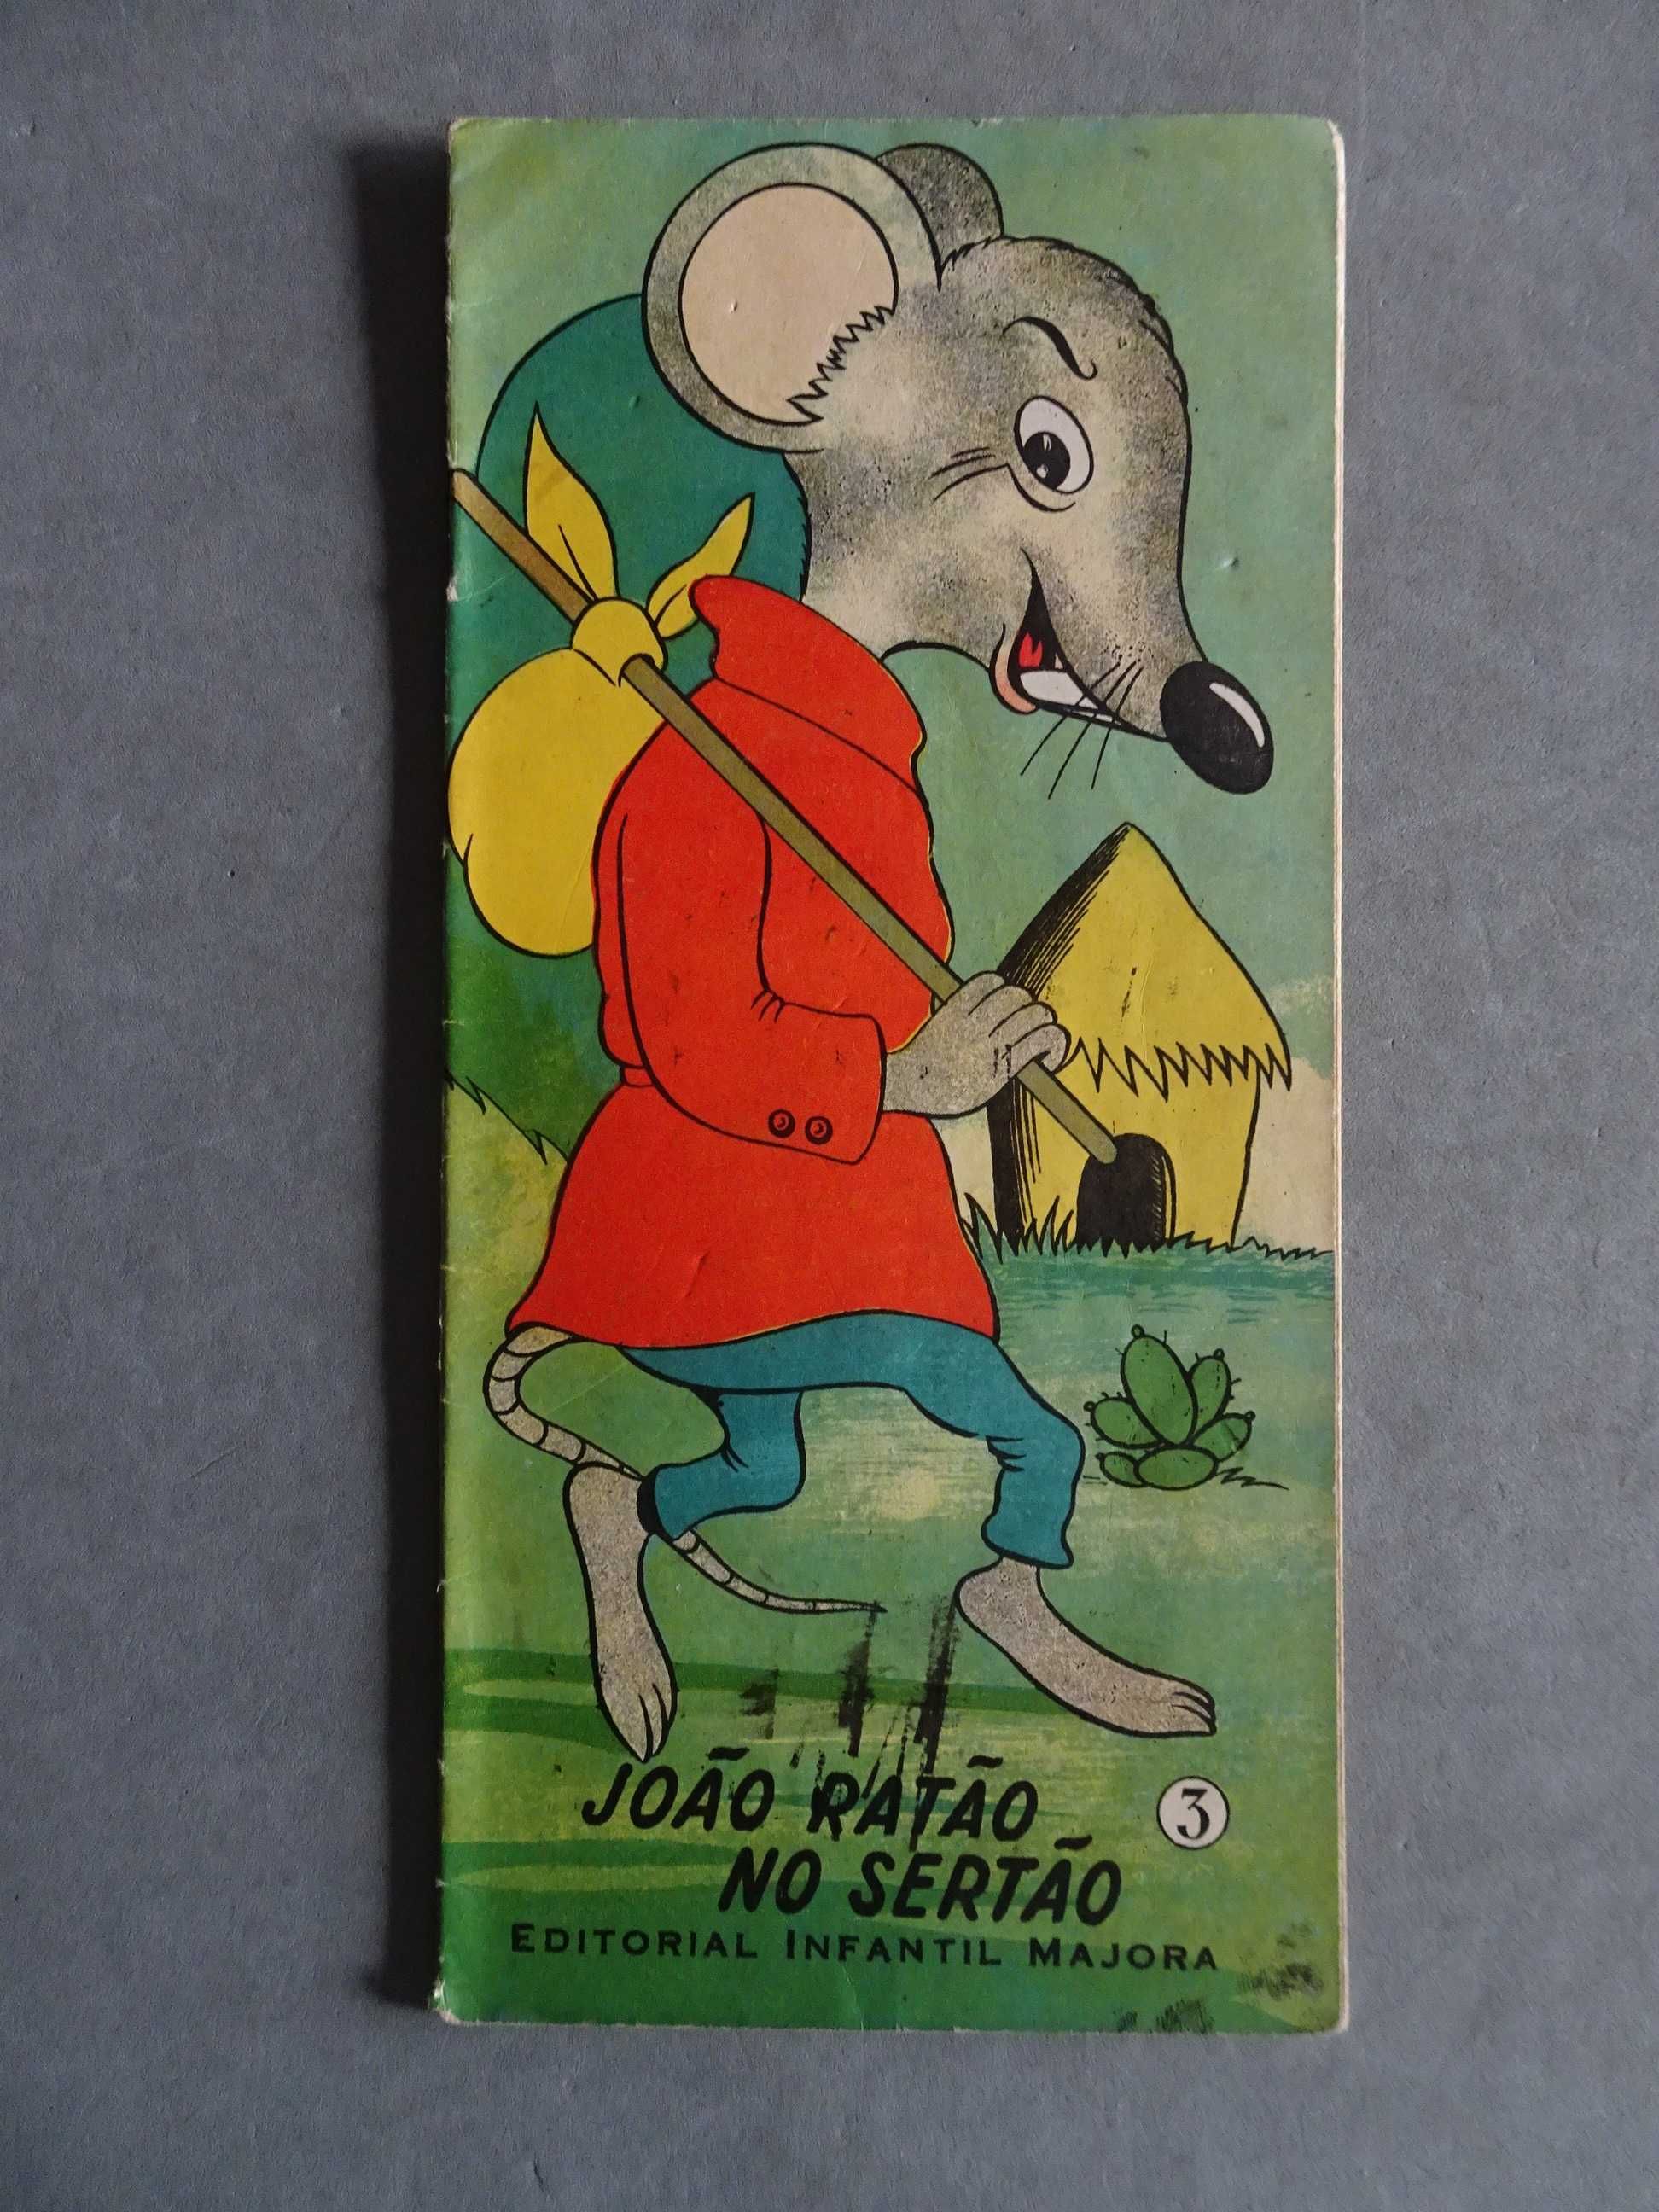 JOÃO RATÃO
3
NO SERTÃO
EDITORIAL INFANTIL MAJORA